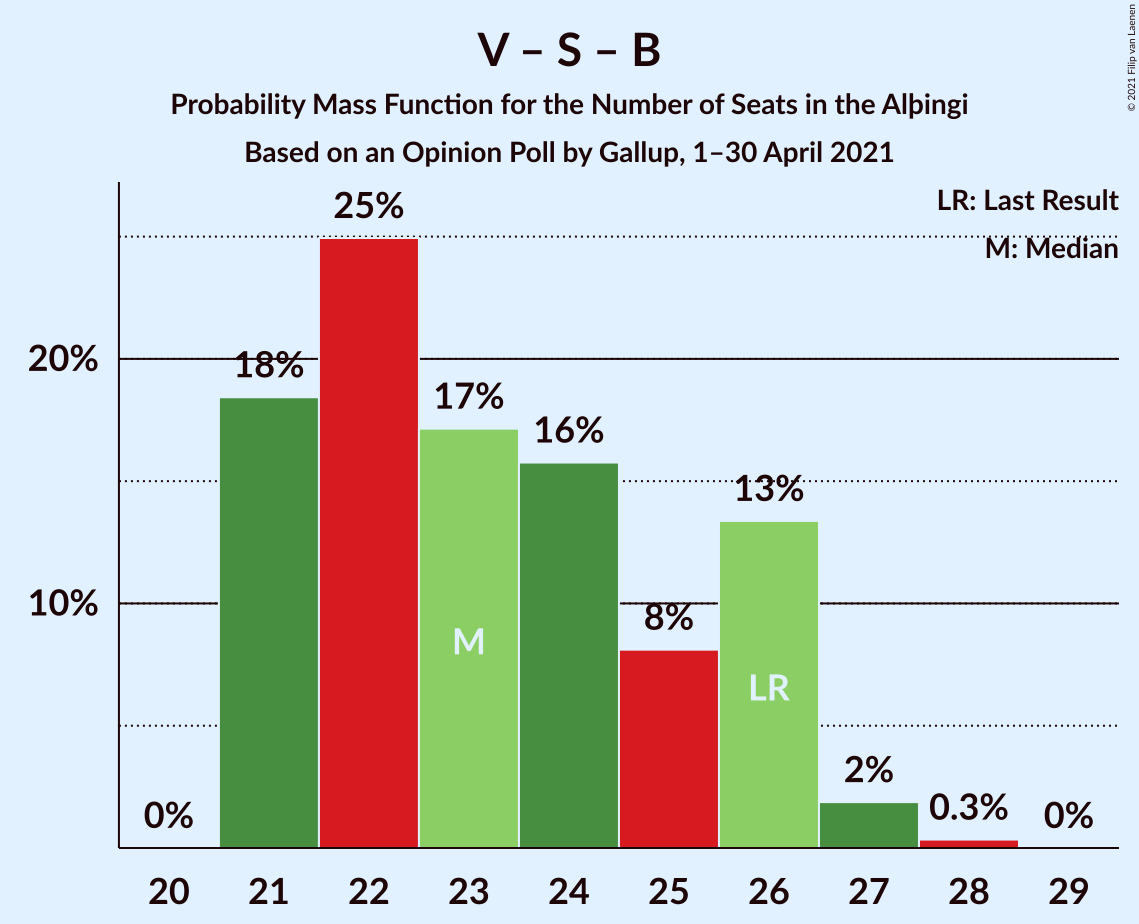 V – S – B
Probability Mass Function for the Number of Seats in the Alþingi
Based on an Opinion Poll by Gallup, 1–30 April 2021
© 2021 Filip van Laenen
LR: Last Result
M: Median
20%
10%
0%
18%
25%
17%
16%
8%
13%
2%
0.3%
0%
M
LR
20 21 22 23 24 25 26 27 28 29